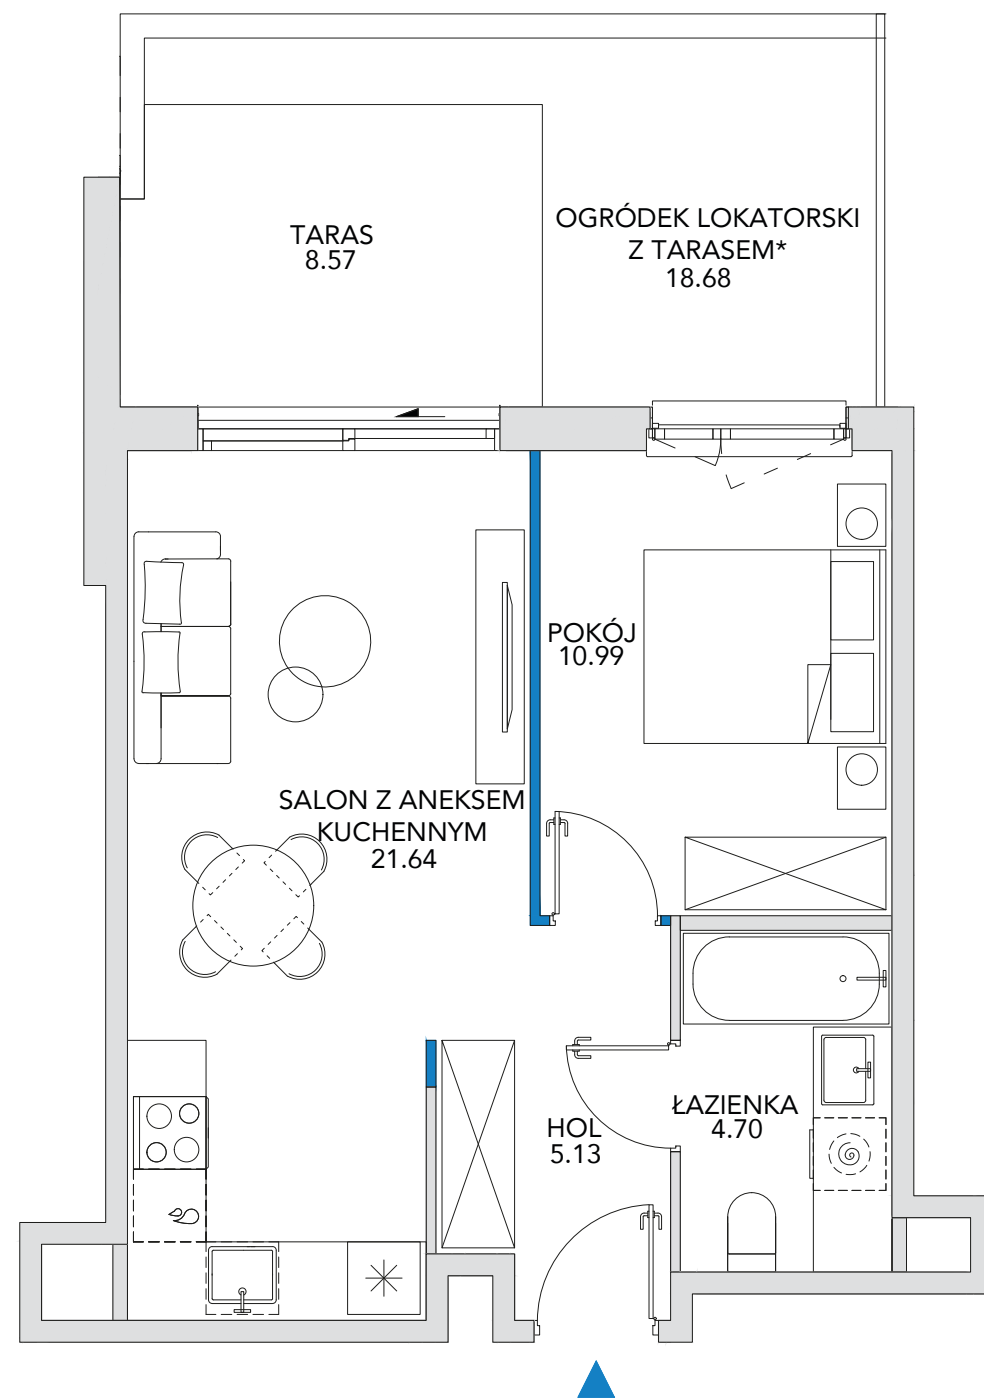 TARAS
8.57
OGRÓDEK LOKATORSKI
Z TARASEM*
18.68
POKÓJ
10.99
SALON Z ANEKSEM
KUCHENNYM
21.64
HOL
5.13
ŁAZIENKA
4.70